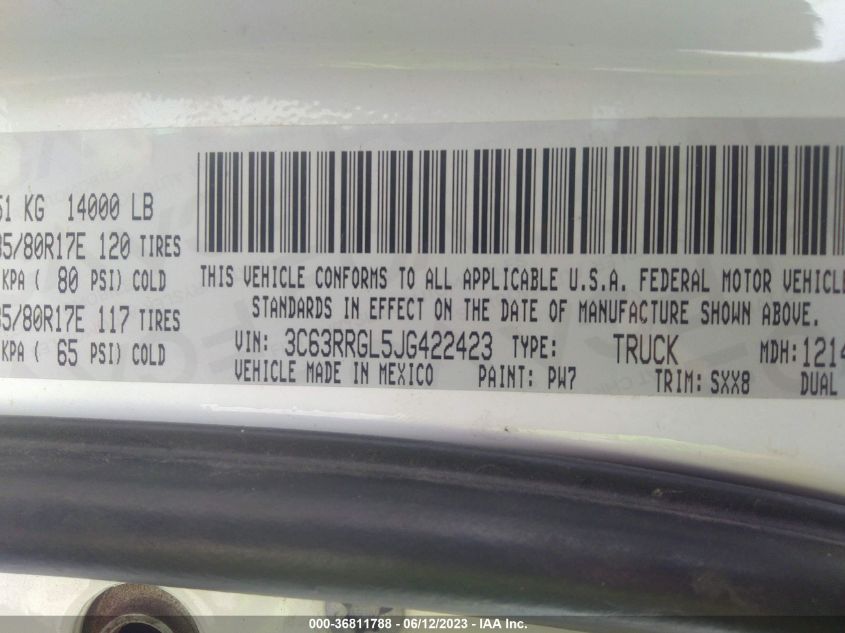 51 KG 14000 LB
35/80R17E 120 TIRES
KPA ( 80 PSI) COLD
35/80R17E 117 TIRES
KPA ( 65 PSI) COLD
THIS VEHICLE CONFORMS TO ALL APPLICABLE U.S.A. FEDERAL MOTOR VEHICLE
STANDARDS IN EFFECT ON THE DATE OF MANUFACTURE SHOWN ABOVE.
VIN: 3C63RRGL5JG422423 TYPE: TRUCK MDH: 1214
VEHICLE MADE IN MEXICO PAINT: PW7 TRIM: SXX8 DUAL
000-36811788 - 06/12/2023 - IAA Inc.